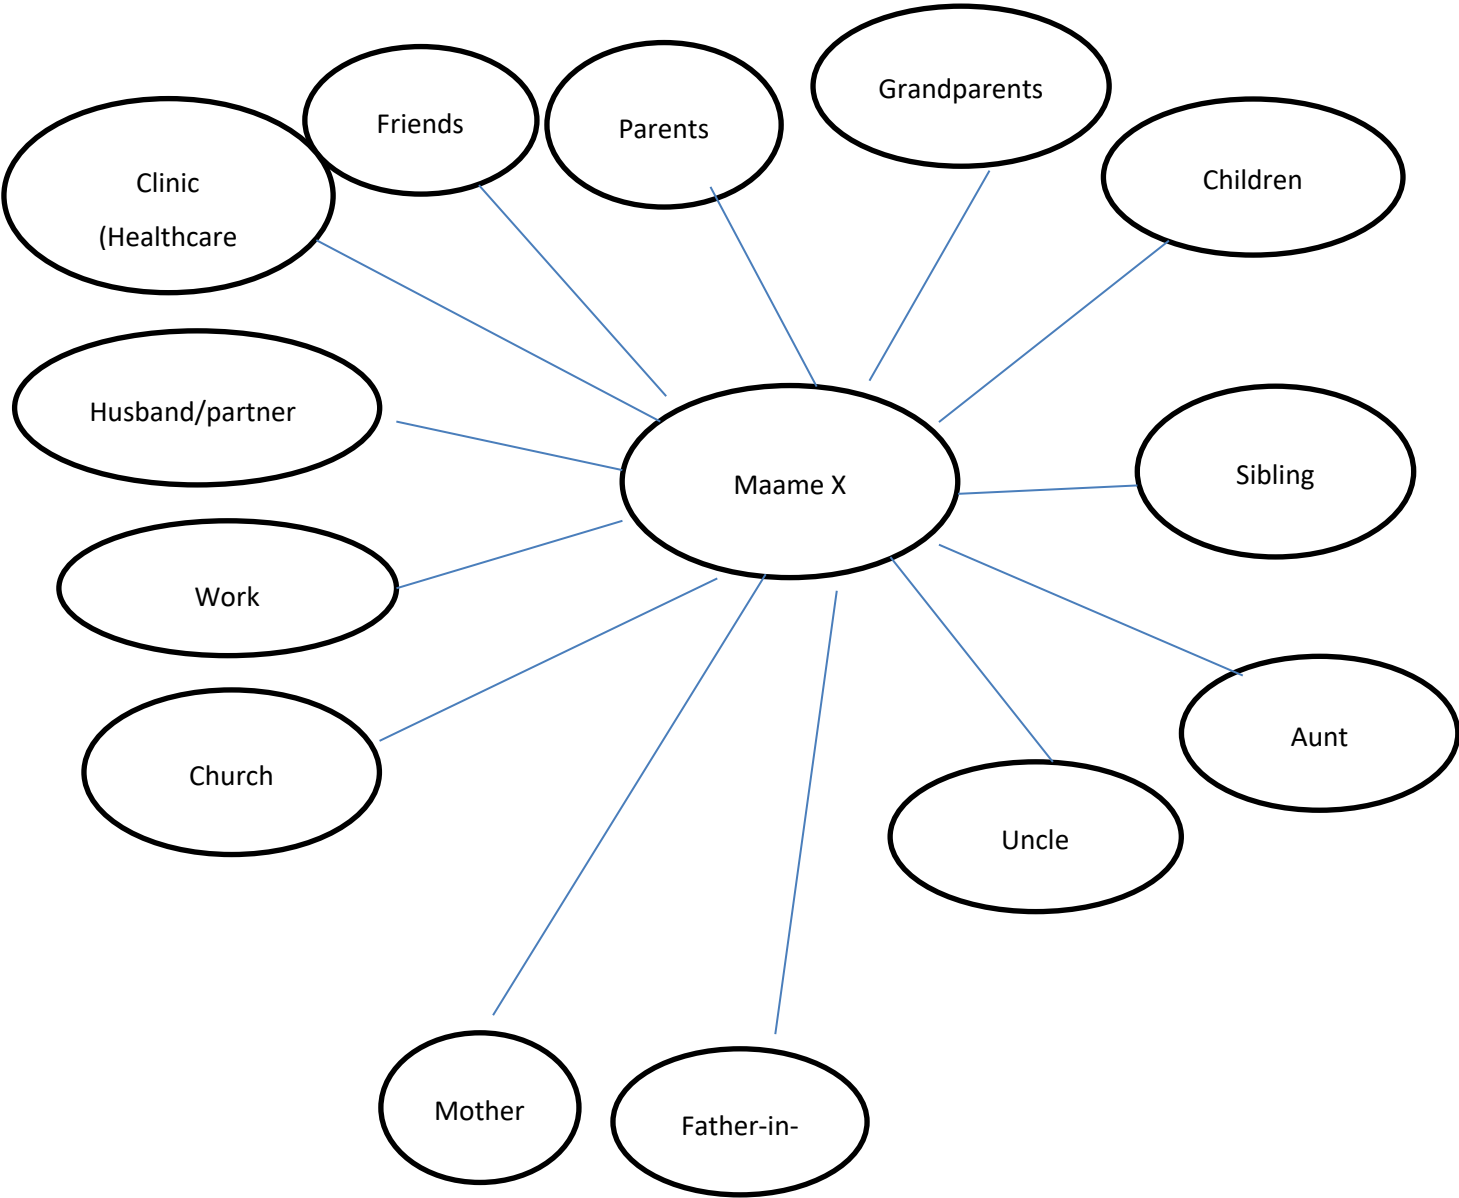 Grandparents
Friends
Parents
Children
Clinic
(Healthcare
Husband/partner
Sibling
Maame X
Work
Aunt
Church
Uncle
Mother
Father-in-